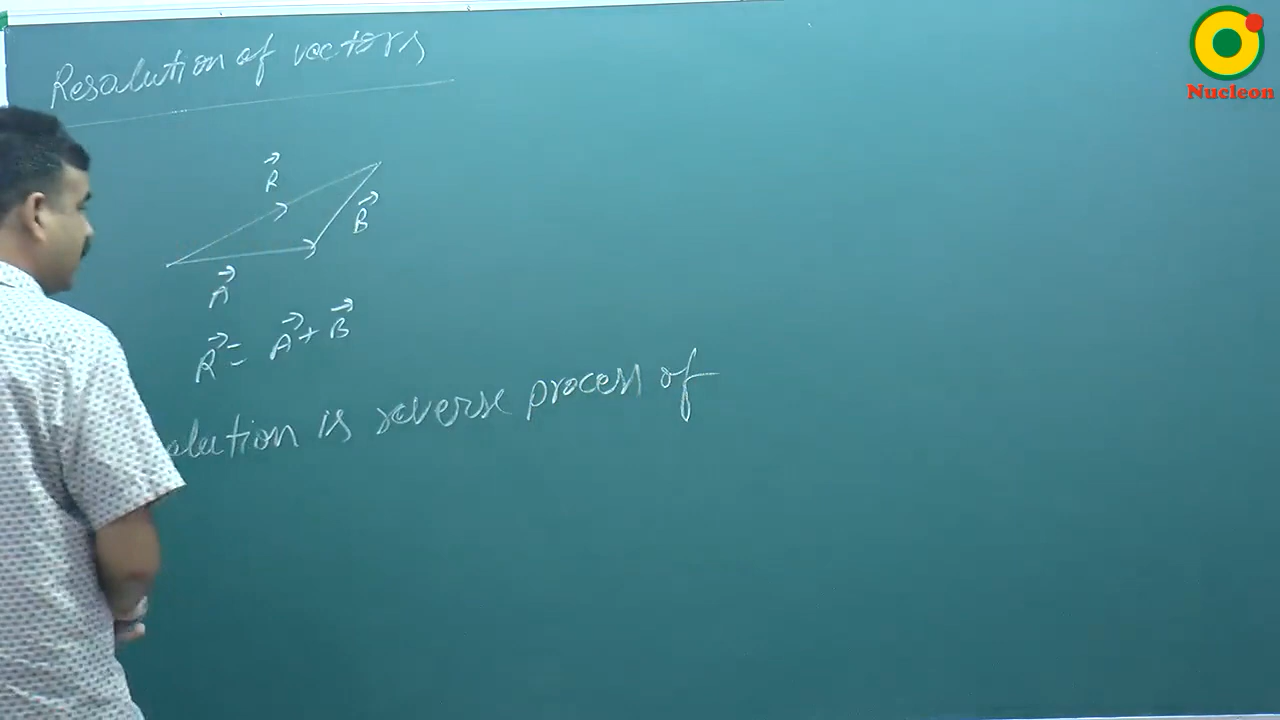 Resolution of vectors
Nucleon
R⃗
B⃗
A⃗
R⃗ = A⃗ + B⃗
olution is reverse process of